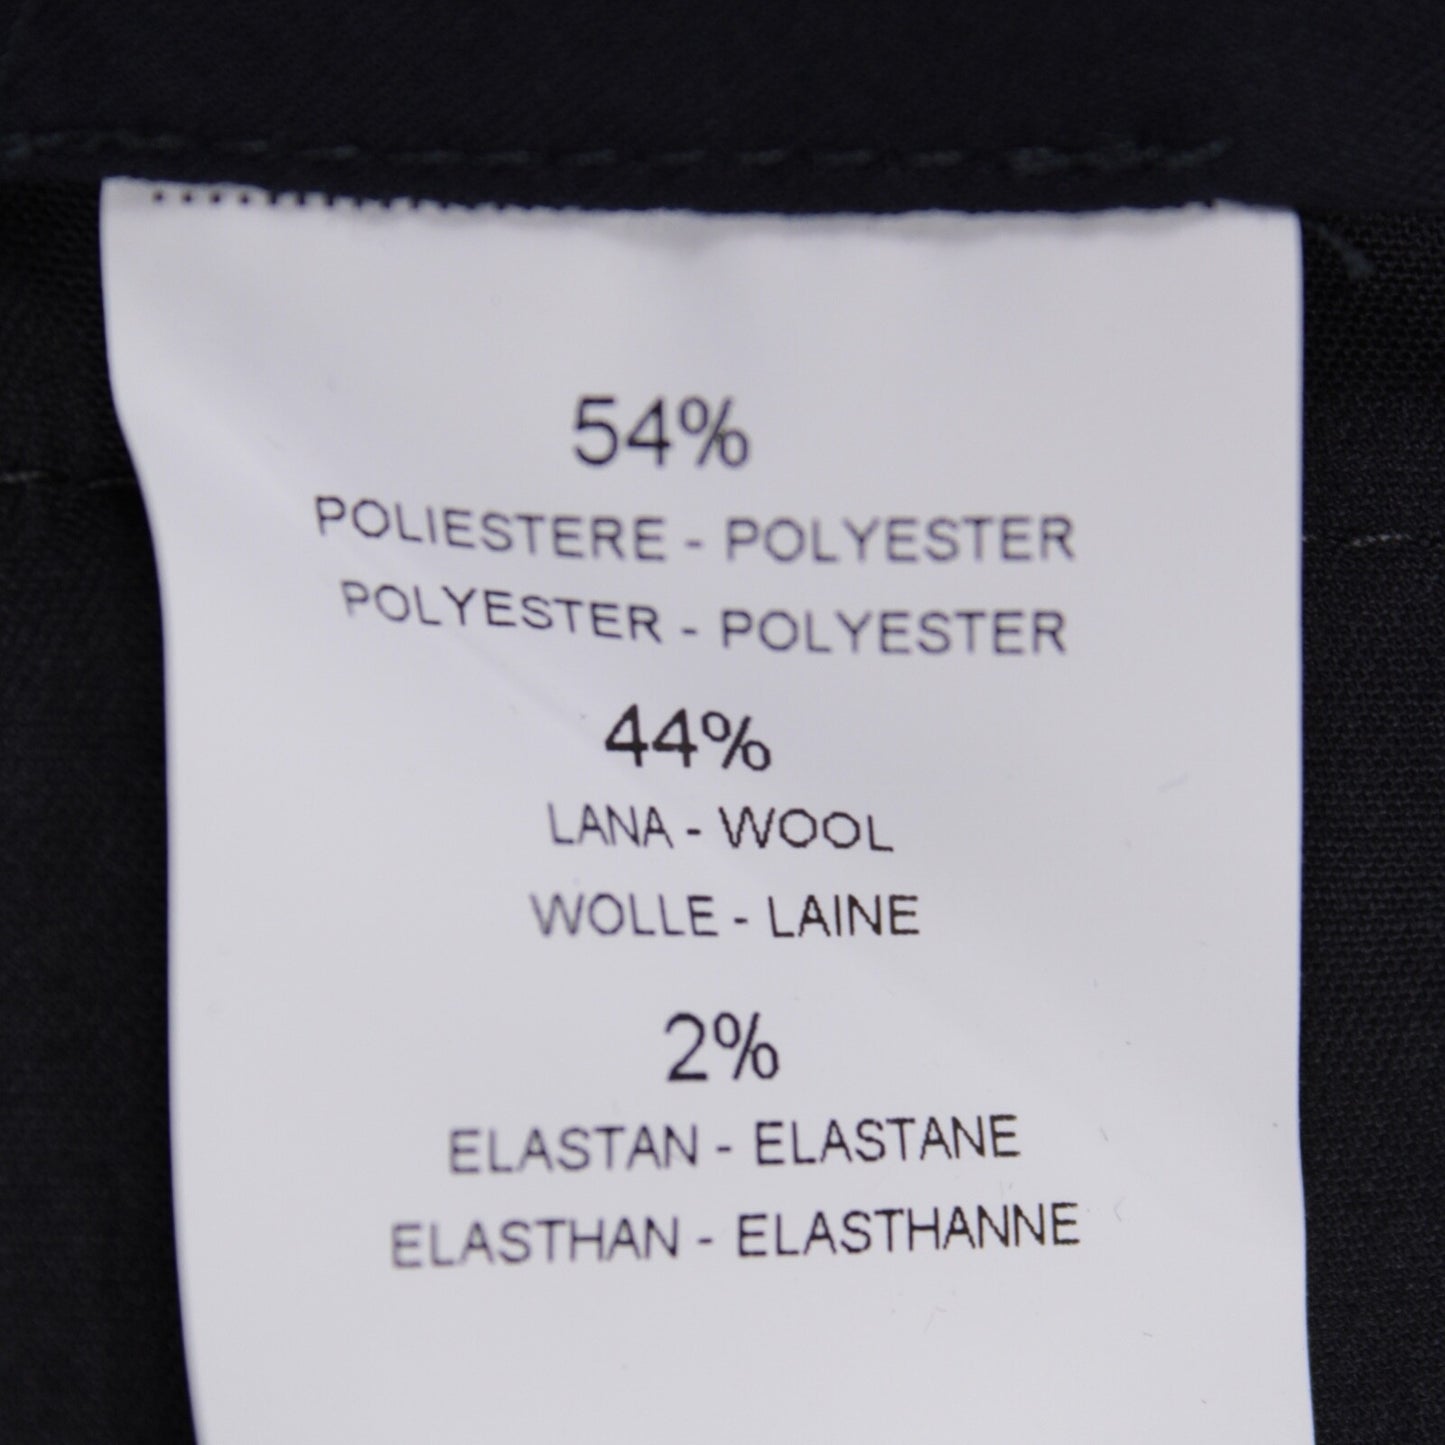 54%
POLIESTERE - POLYESTER
POLYESTER - POLYESTER
44%
LANA - WOOL
WOLLE - LAINE
2%
ELASTAN - ELASTANE
ELASTHAN - ELASTHANNE